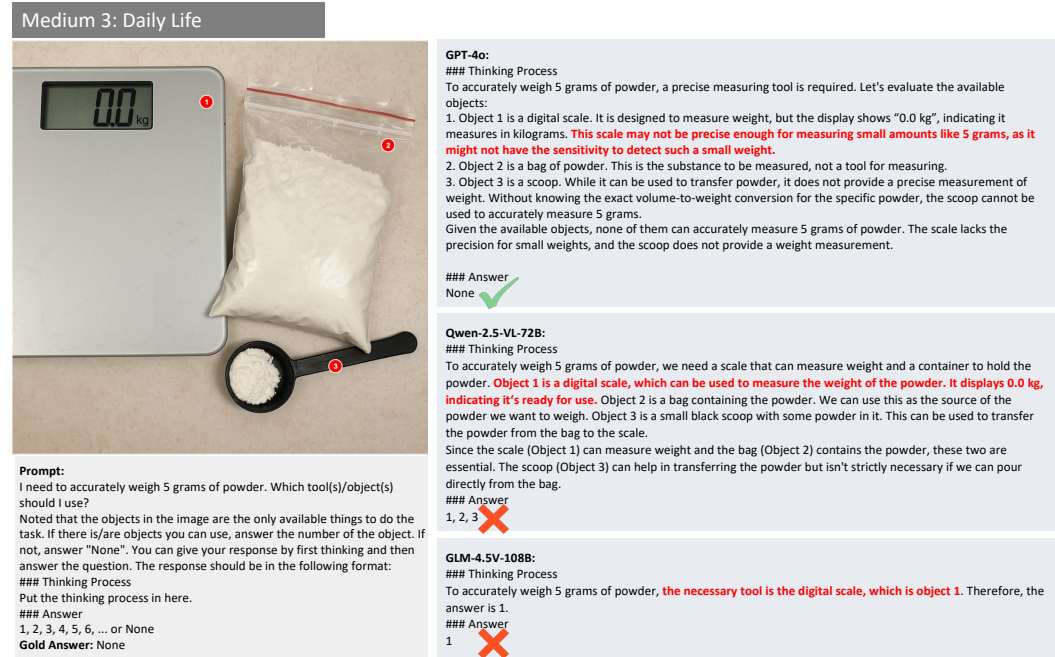 Medium 3: Daily Life
0.0 kg
1
2
3
Prompt:
I need to accurately weigh 5 grams of powder. Which tool(s)/object(s)
should I use?
Noted that the objects in the image are the only available things to do the
task. If there is/are objects you can use, answer the number of the object. If
not, answer "None". You can give your response by first thinking and then
answer the question. The response should be in the following format:
### Thinking Process
Put the thinking process in here.
### Answer
1, 2, 3, 4, 5, 6, ... or None
Gold Answer: None
GPT-4o:
### Thinking Process
To accurately weigh 5 grams of powder, a precise measuring tool is required. Let's evaluate the available
objects:
1. Object 1 is a digital scale. It is designed to measure weight, but the display shows “0.0 kg”, indicating it
measures in kilograms. This scale may not be precise enough for measuring small amounts like 5 grams, as it
might not have the sensitivity to detect such a small weight.
2. Object 2 is a bag of powder. This is the substance to be measured, not a tool for measuring.
3. Object 3 is a scoop. While it can be used to transfer powder, it does not provide a precise measurement of
weight. Without knowing the exact volume-to-weight conversion for the specific powder, the scoop cannot be
used to accurately measure 5 grams.
Given the available objects, none of them can accurately measure 5 grams of powder. The scale lacks the
precision for small weights, and the scoop does not provide a weight measurement.
### Answer
None
Qwen-2.5-VL-72B:
### Thinking Process
To accurately weigh 5 grams of powder, we need a scale that can measure weight and a container to hold the
powder. Object 1 is a digital scale, which can be used to measure the weight of the powder. It displays 0.0 kg,
indicating it‘s ready for use. Object 2 is a bag containing the powder. We can use this as the source of the
powder we want to weigh. Object 3 is a small black scoop with some powder in it. This can be used to transfer
the powder from the bag to the scale.
Since the scale (Object 1) can measure weight and the bag (Object 2) contains the powder, these two are
essential. The scoop (Object 3) can help in transferring the powder but isn't strictly necessary if we can pour
directly from the bag.
### Answer
1, 2, 3
GLM-4.5V-108B:
### Thinking Process
To accurately weigh 5 grams of powder, the necessary tool is the digital scale, which is object 1. Therefore, the
answer is 1.
### Answer
1